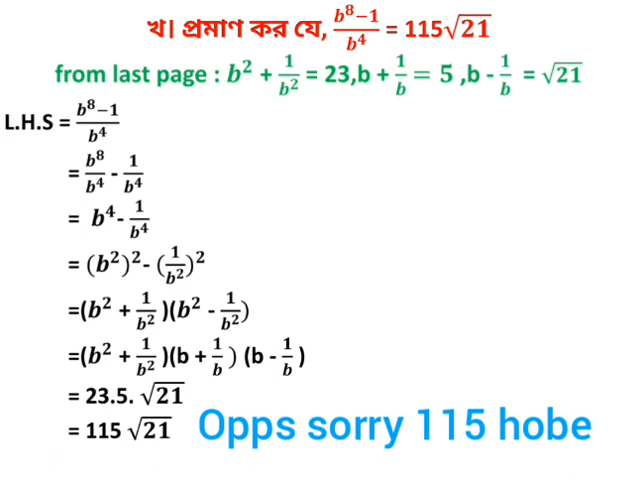 খ। প্রমাণ কর যে, b⁸−1/b⁴ = 115√21
from last page : b² + 1/b² = 23,b + 1/b = 5 ,b - 1/b = √21
L.H.S = b⁸−1/b⁴
= b⁸/b⁴ - 1/b⁴
= b⁴- 1/b⁴
= (b²)²- (1/b²)²
=(b² + 1/b² )(b² - 1/b²)
=(b² + 1/b² )(b + 1/b ) (b - 1/b )
= 23.5. √21
= 115 √21 Opps sorry 115 hobe